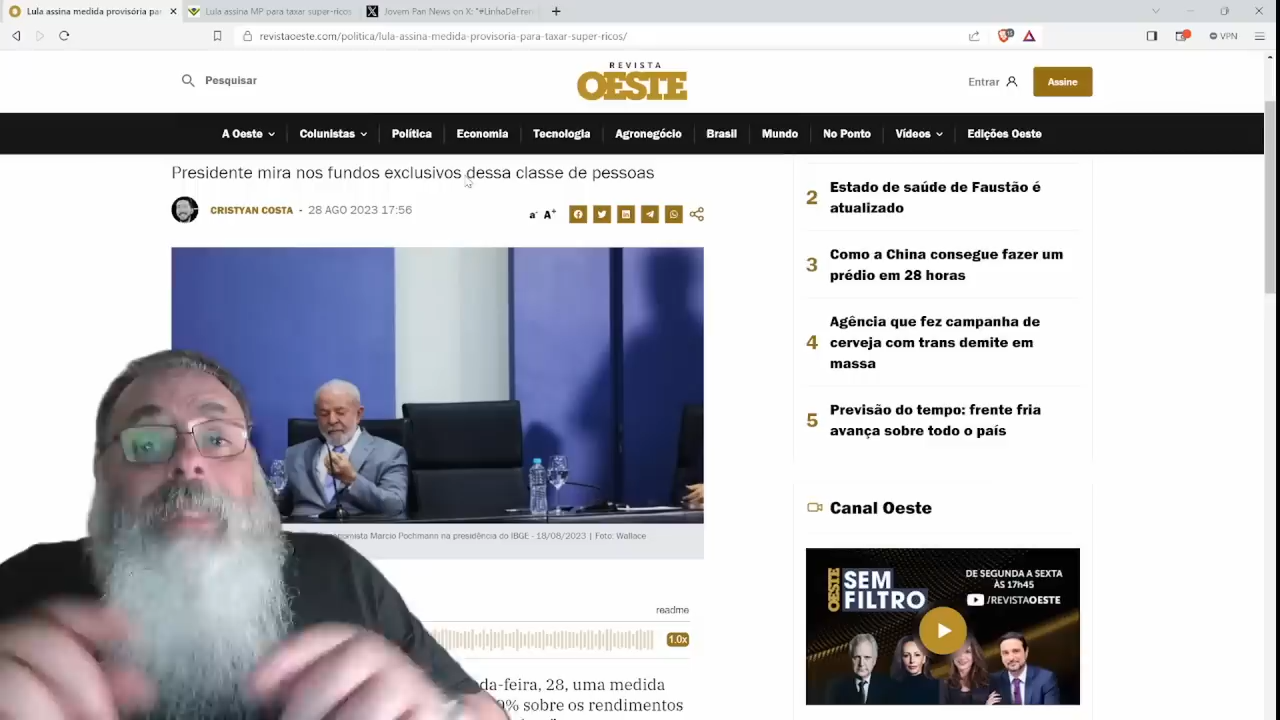 Lula assina medida provisória pa
Lula assina MP para taxar super-ricos
Jovem Pan News on X: "#LinhaDeFren
revistaoeste.com/politica/lula-assina-medida-provisoria-para-taxar-super-ricos/
VPN
Pesquisar
REVISTA
OESTE
Entrar
Assine
A Oeste
Colunistas
Política
Economia
Tecnologia
Agronegócio
Brasil
Mundo
No Ponto
Vídeos
Edições Oeste
Presidente mira nos fundos exclusivos dessa classe de pessoas
CRISTYAN COSTA - 28 AGO 2023 17:56
a- A+
onomista Marcio Pochmann na presidência do IBGE - 18/08/2023 | Foto: Wallace
readme
1.0x
da-feira, 28, uma medida
0% sobre os rendimentos
2 Estado de saúde de Faustão é
atualizado
3 Como a China consegue fazer um
prédio em 28 horas
4 Agência que fez campanha de
cerveja com trans demite em
massa
5 Previsão do tempo: frente fria
avança sobre todo o país
Canal Oeste
OESTE
SEM
FILTRO
DE SEGUNDA A SEXTA
ÀS 17h45
/REVISTAOESTE